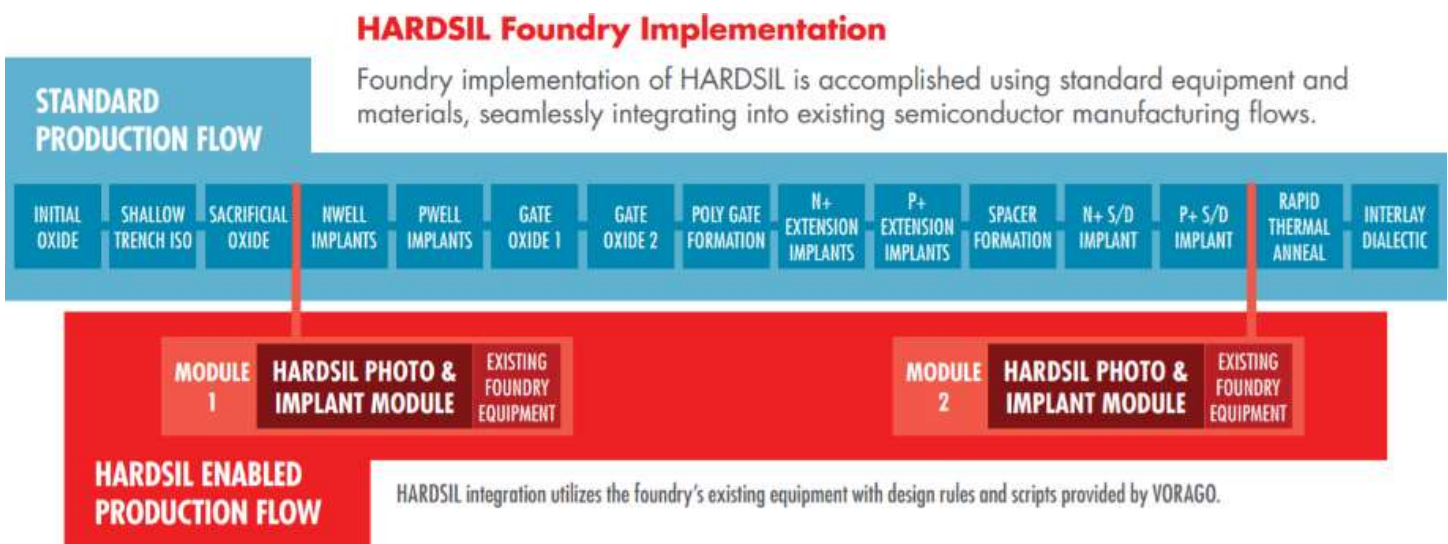 HARDSIL Foundry Implementation
Foundry implementation of HARDSIL is accomplished using standard equipment and
materials, seamlessly integrating into existing semiconductor manufacturing flows.
STANDARD
PRODUCTION FLOW
INITIAL
OXIDE
SHALLOW
TRENCH ISO
SACRIFICIAL
OXIDE
NWELL
IMPLANTS
PWELL
IMPLANTS
GATE
OXIDE 1
GATE
OXIDE 2
POLY GATE
FORMATION
N+
EXTENSION
IMPLANTS
P+
EXTENSION
IMPLANTS
SPACER
FORMATION
N+ S/D
IMPLANT
P+ S/D
IMPLANT
RAPID
THERMAL
ANNEAL
INTERLAY
DIALECTIC
MODULE
1
HARDSIL PHOTO &
IMPLANT MODULE
EXISTING
FOUNDRY
EQUIPMENT
MODULE
2
HARDSIL PHOTO &
IMPLANT MODULE
EXISTING
FOUNDRY
EQUIPMENT
HARDSIL ENABLED
PRODUCTION FLOW
HARDSIL integration utilizes the foundry's existing equipment with design rules and scripts provided by VORAGO.